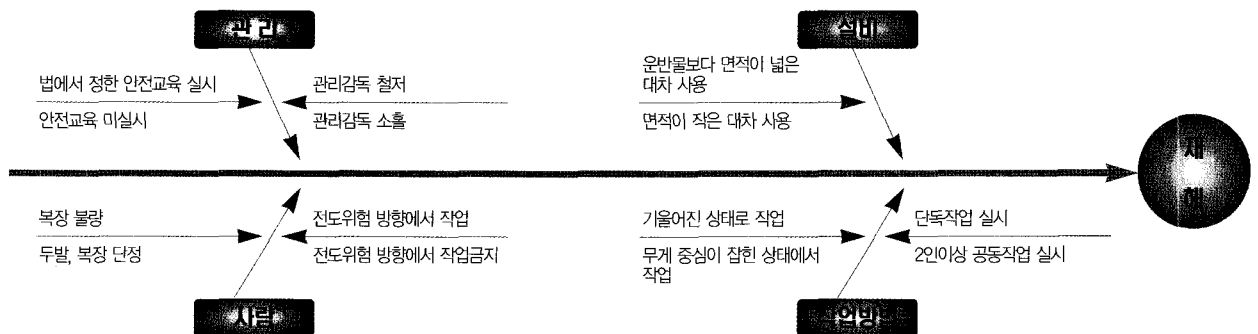 관 리
설비
법에서 정한 안전교육 실시
관리감독 철저
안전교육 미실시
관리감독 소홀
운반물보다 면적이 넓은
대차 사용
면적이 작은 대차 사용
재
해
복장 불량
전도위험 방향에서 작업
두발, 복장 단정
전도위험 방향에서 작업금지
기울어진 상태로 작업
단독작업 실시
무게 중심이 잡힌 상태에서
작업
2인이상 공동작업 실시
사람